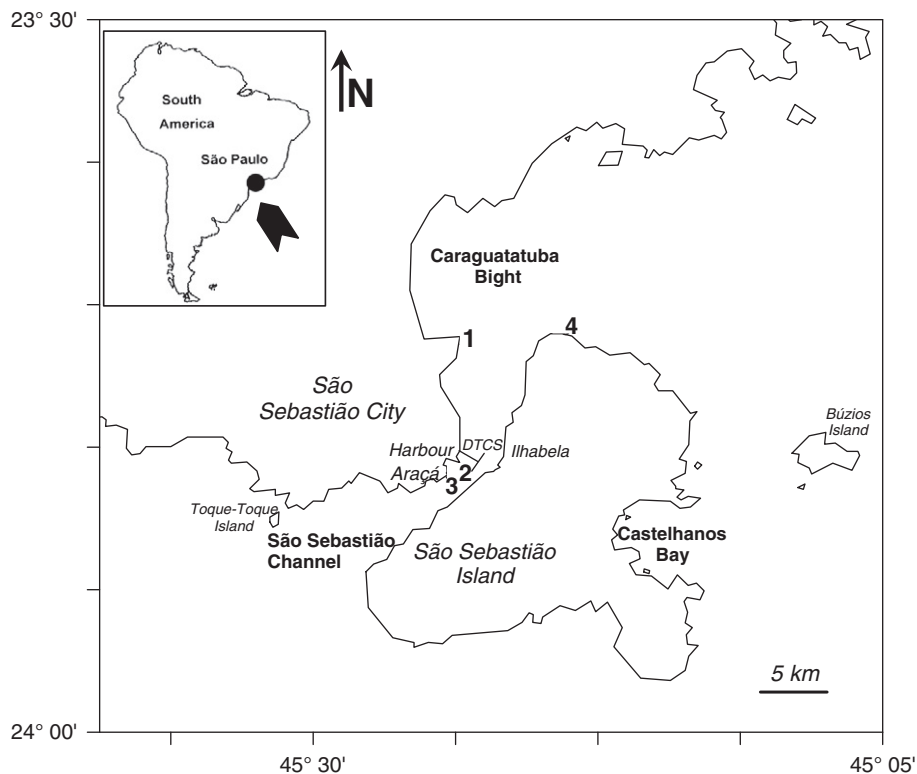 23° 30'
South
America
São Paulo
N
Caraguatatuba
Bight
1
4
São
Sebastião City
Búzios
Island
Harbour
DTCS
Ilhabela
Araçá
2
3
Toque-Toque
Island
São Sebastião
Channel
São Sebastião
Island
Castelhanos
Bay
5 km
24° 00'
45° 30'
45° 05'